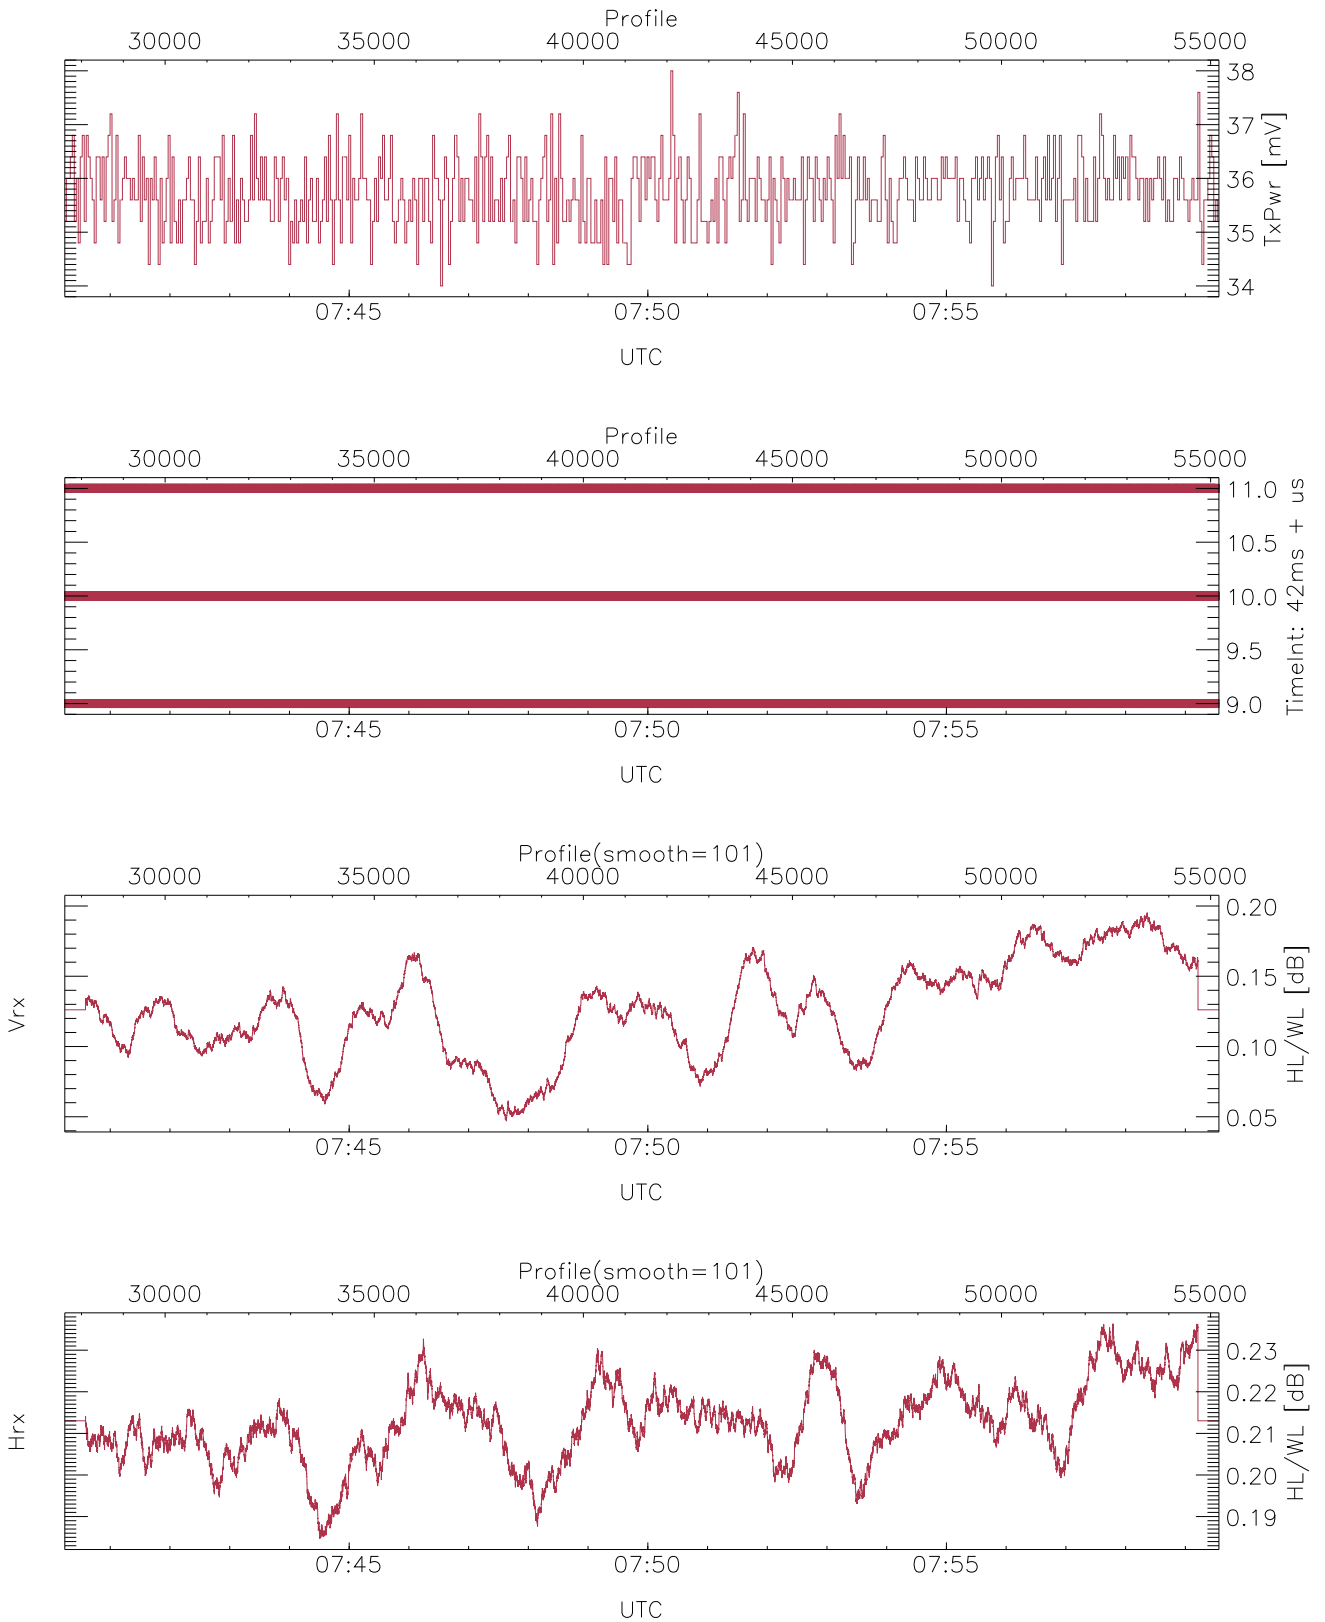 Profile
30000 35000 40000 45000 50000 55000
38
37
36
35
34
TxPwr [mV]
07:45 07:50 07:55
UTC
Profile
30000 35000 40000 45000 50000 55000
11.0
10.5
10.0
9.5
9.0
TimeInt: 42ms + us
07:45 07:50 07:55
UTC
Profile(smooth=101)
30000 35000 40000 45000 50000 55000
Vrx
0.20
0.15
0.10
0.05
HL/WL [dB]
07:45 07:50 07:55
UTC
Profile(smooth=101)
30000 35000 40000 45000 50000 55000
Hrx
0.23
0.22
0.21
0.20
0.19
HL/WL [dB]
07:45 07:50 07:55
UTC